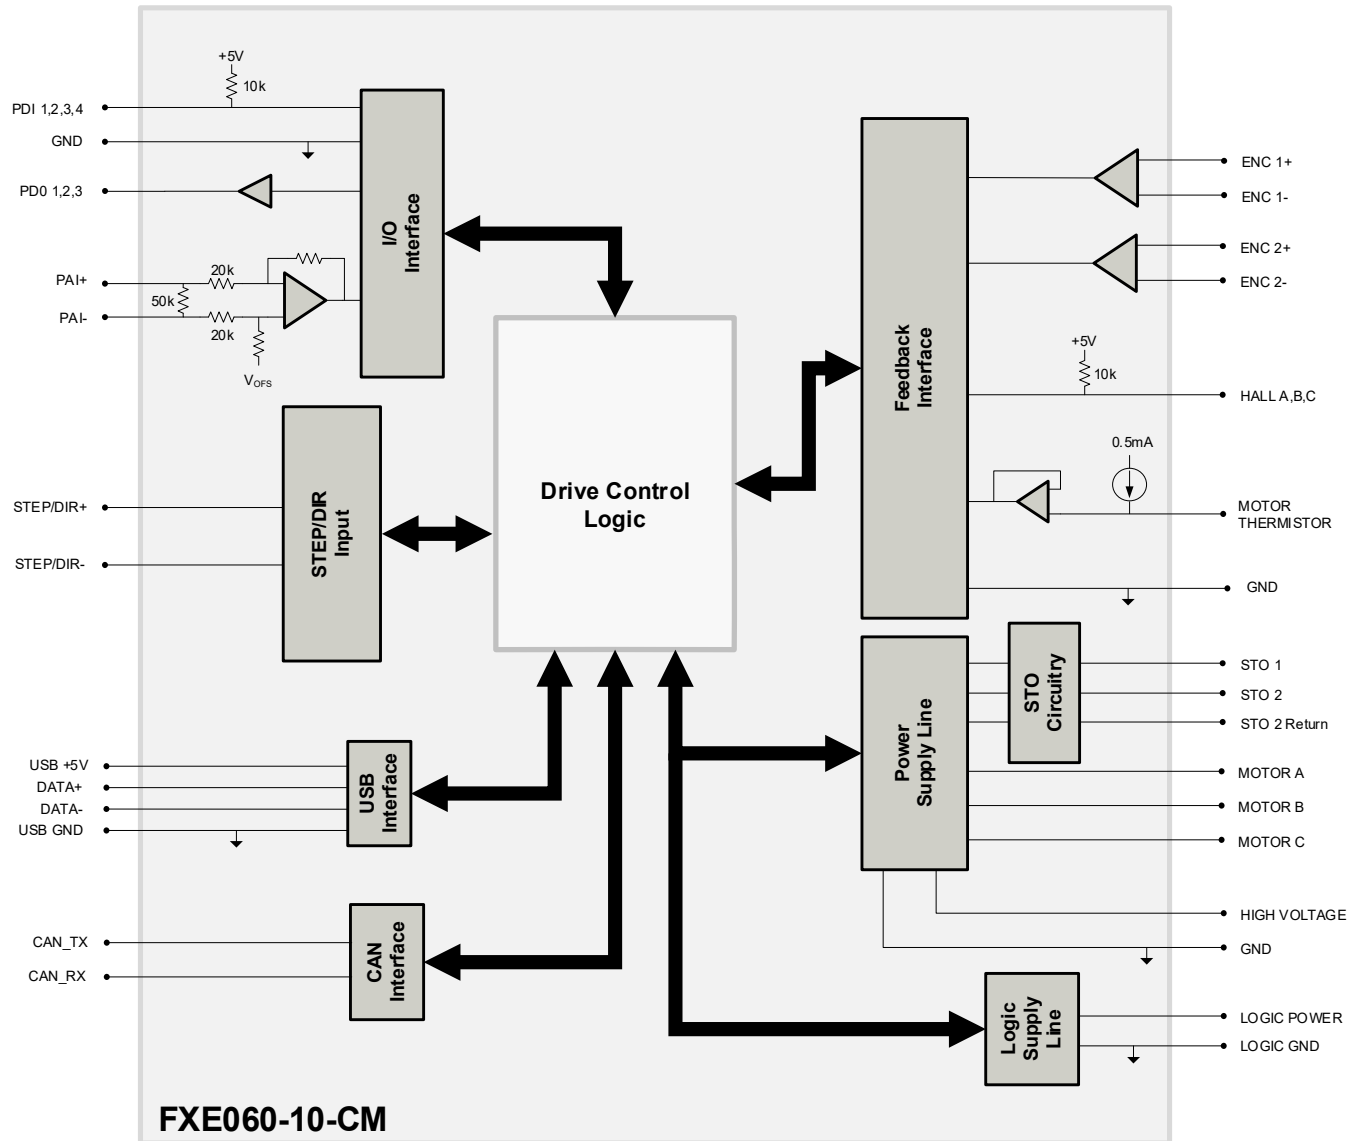 +5V
10k
PDI 1,2,3,4
GND
PD0 1,2,3
PAI+
20k
50k
PAI-
20k
VOFS
I/O
Interface
STEP/DIR+
STEP/DIR-
STEP/DIR
Input
Drive Control
Logic
USB +5V
DATA+
DATA-
USB GND
USB
Interface
CAN_TX
CAN_RX
CAN
Interface
Feedback
Interface
ENC 1+
ENC 1-
ENC 2+
ENC 2-
+5V
10k
HALL A,B,C
0.5mA
MOTOR
THERMISTOR
GND
Power
Supply Line
STO
Circuitry
STO 1
STO 2
STO 2 Return
MOTOR A
MOTOR B
MOTOR C
HIGH VOLTAGE
GND
Logic
Supply
Line
LOGIC POWER
LOGIC GND
FXE060-10-CM